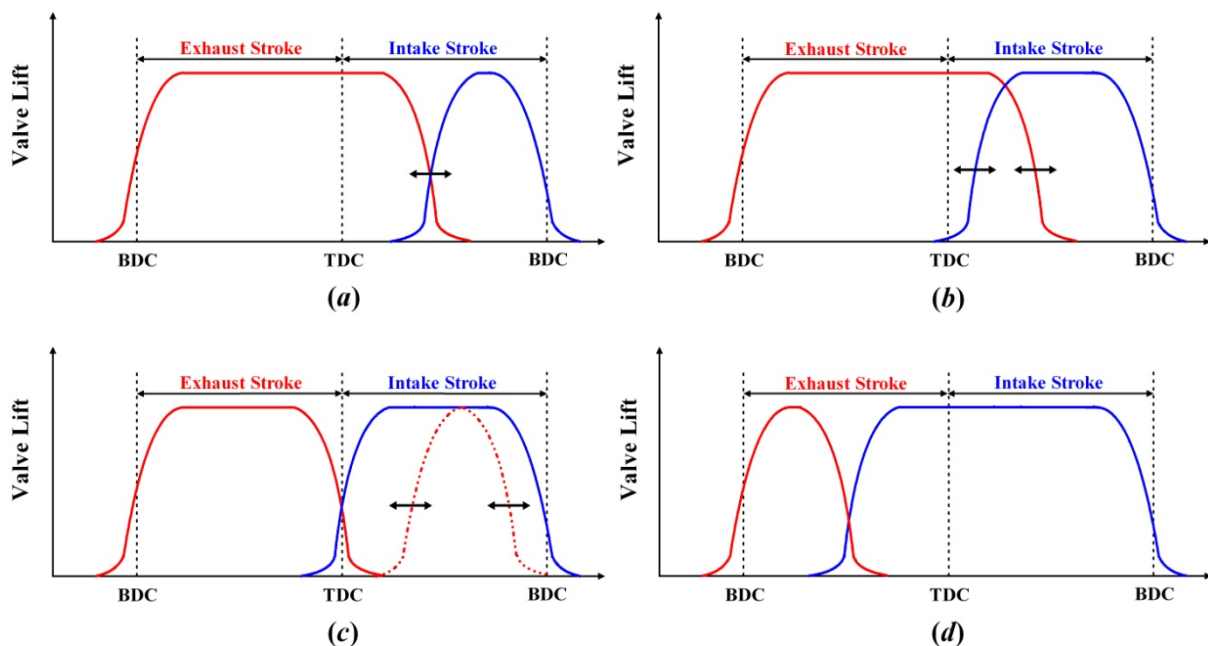 Valve Lift
Exhaust Stroke
Intake Stroke
BDC
TDC
BDC
(a)
Valve Lift
Exhaust Stroke
Intake Stroke
BDC
TDC
BDC
(b)
Valve Lift
Exhaust Stroke
Intake Stroke
BDC
TDC
BDC
(c)
Valve Lift
Exhaust Stroke
Intake Stroke
BDC
TDC
BDC
(d)